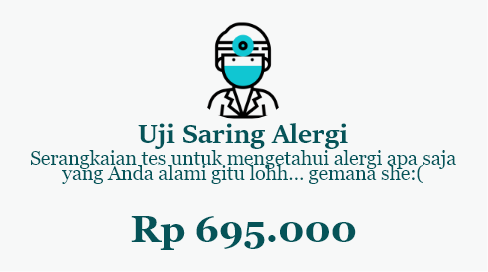 Uji Saring Alergi
Serangkaian tes untuk mengetahui alergi apa saja
yang Anda alami gitu lohh... gemana she:(
Rp 695.000